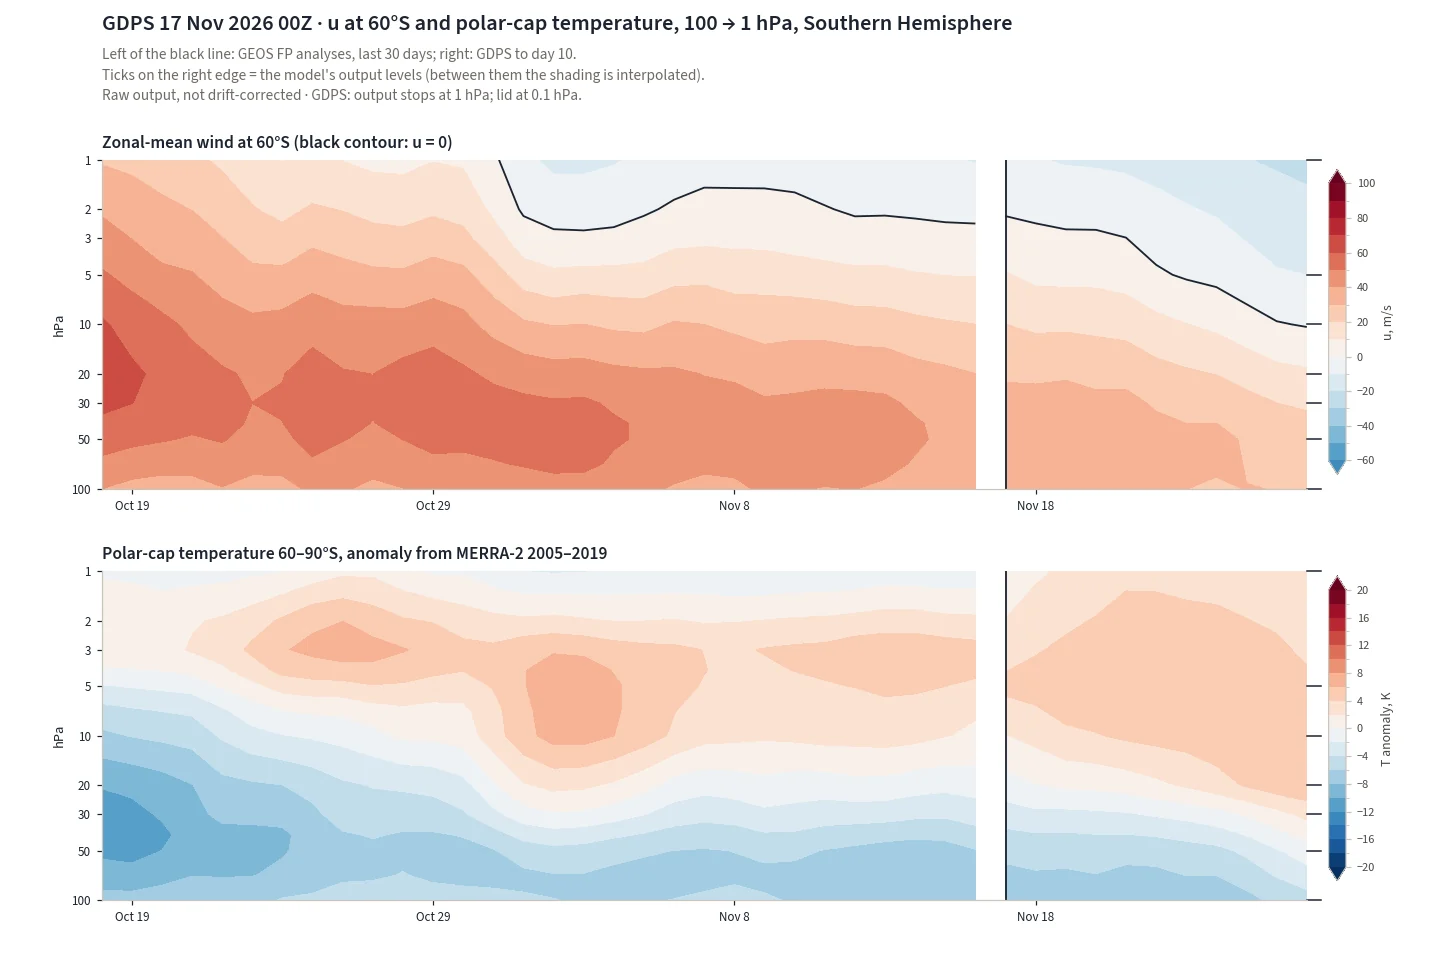 GDPS 17 Nov 2026 00Z · u at 60°S and polar-cap temperature, 100 → 1 hPa, Southern Hemisphere
Left of the black line: GEOS FP analyses, last 30 days; right: GDPS to day 10.
Ticks on the right edge = the model's output levels (between them the shading is interpolated).
Raw output, not drift-corrected · GDPS: output stops at 1 hPa; lid at 0.1 hPa.
Zonal-mean wind at 60°S (black contour: u = 0)
1
2
3
5
10
20
30
50
100
hPa
Oct 19
Oct 29
Nov 8
Nov 18
100
80
60
40
20
0
−20
−40
−60
u, m/s
Polar-cap temperature 60–90°S, anomaly from MERRA-2 2005–2019
1
2
3
5
10
20
30
50
100
hPa
Oct 19
Oct 29
Nov 8
Nov 18
20
16
12
8
4
0
−4
−8
−12
−16
−20
T anomaly, K